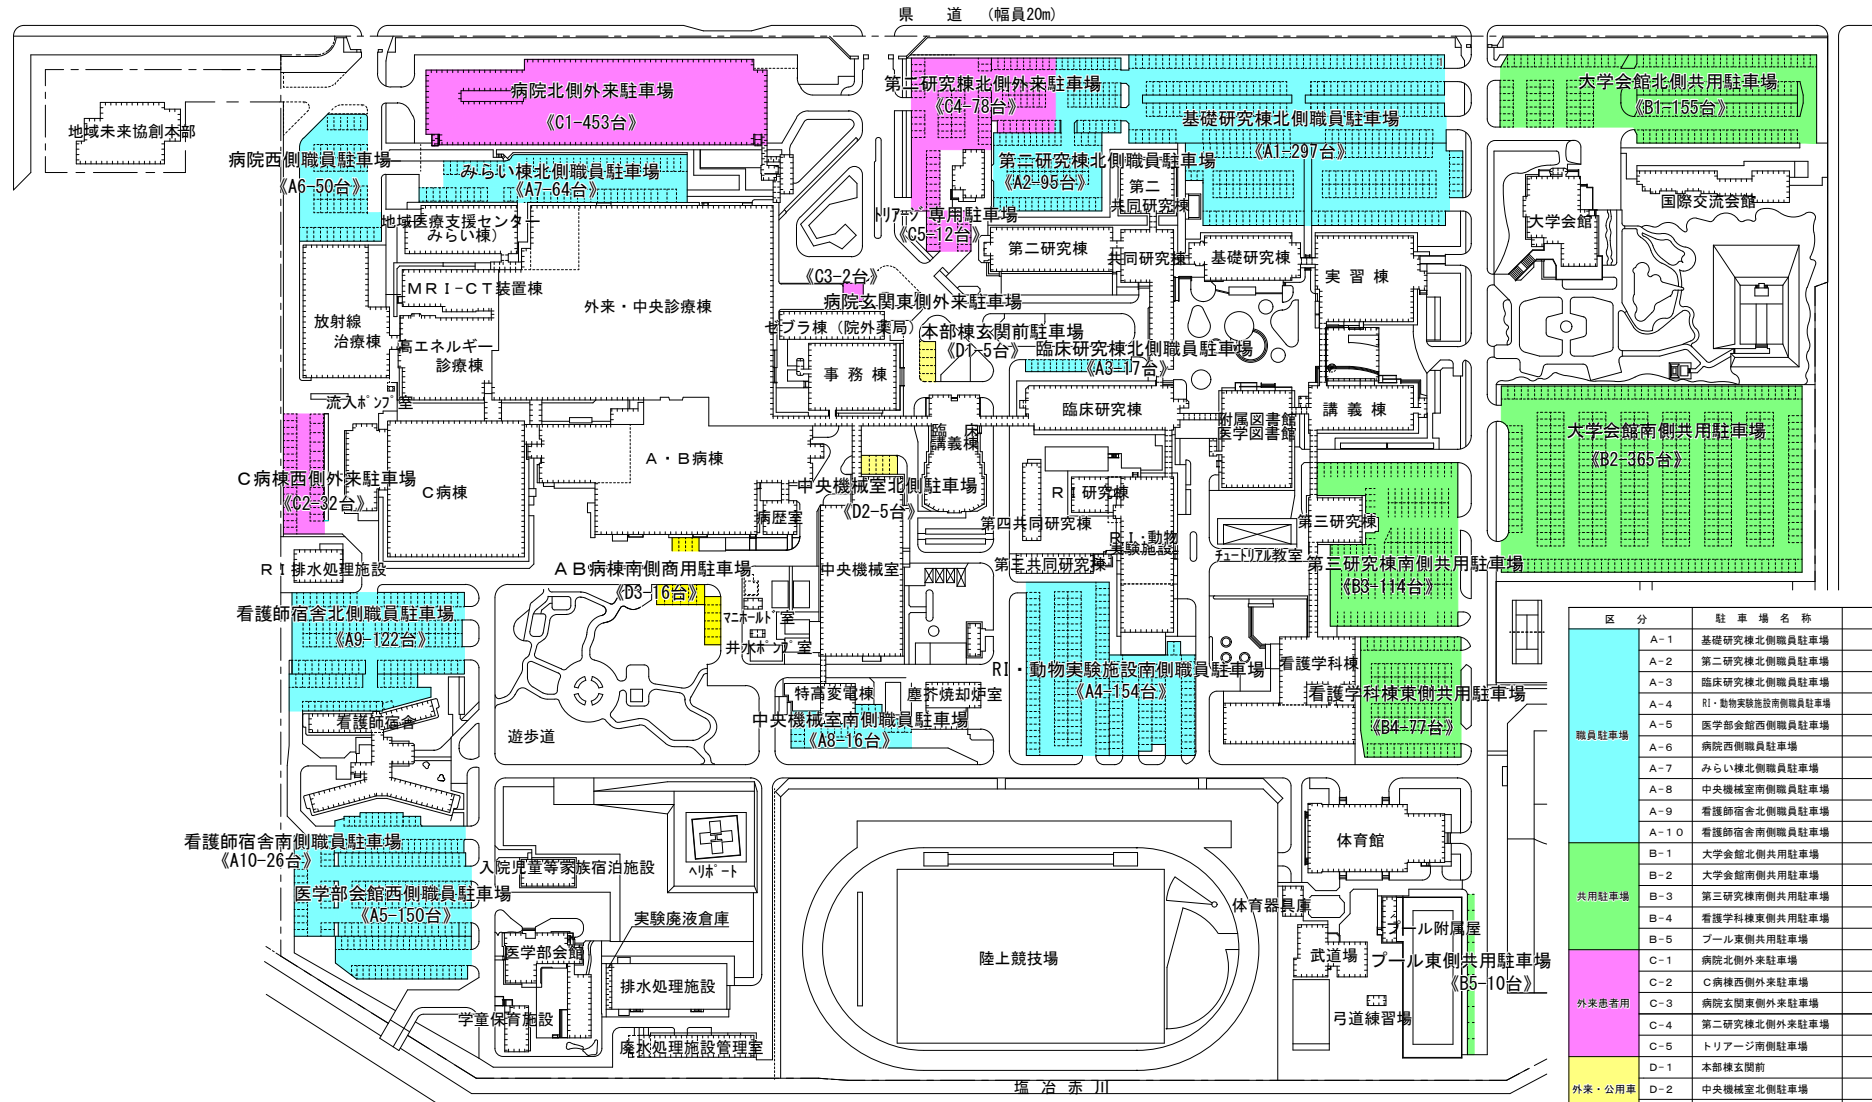 県　道　(幅員20m)
地域未来協創本部
病院北側外来駐車場
《C1-453台》
病院西側職員駐車場
《A6-50台》
みらい棟北側職員駐車場
《A7-64台》
第二研究棟北側外来駐車場
《C4-78台》
基礎研究棟北側職員駐車場
《A1-297台》
大学会館北側共用駐車場
《B1-155台》
第二研究棟北側職員駐車場
《A2-95台》
第二
共同研究棟
トリアージ専用駐車場
《C5-12台》
国際交流会館
大学会館
地域医療支援センタ
みらい棟)
第二研究棟
共同研究棟
基礎研究棟
実習棟
MRI-CT装置棟
外来・中央診療棟
《C3-2台》
病院玄関東側外来駐車場
放射線
治療棟
高エネルギー
診療棟
ゼブラ棟(院外薬局)
本部棟玄関前駐車場
《D1-5台》
臨床研究棟北側職員駐車場
《A3-17台》
事務棟
流入ポンプ室
臨床
講義棟
臨床研究棟
附属図書館
医学図書館
講義棟
大学会館南側共用駐車場
《B2-365台》
A・B病棟
C病棟西側外来駐車場
《C2-32台》
C病棟
中央機械室北側駐車場
《D2-5台》
病歴室
RI研究棟
第四共同研究棟
第三研究棟
RI・動物
実験施設
チュートリアル教室
RI排水処理施設
AB病棟南側商用駐車場
《D3-16台》
中央機械室
第三共同研究棟
第三研究棟南側共用駐車場
《B3-114台》
看護師宿舎北側職員駐車場
《A9-122台》
マニホールド室
井水ポンプ室
RI・動物実験施設南側職員駐車場
《A4-154台》
看護学科棟
看護学科棟東側共用駐車場
《B4-77台》
特高変電棟
塵芥焼却炉室
中央機械室南側職員駐車場
《A8-16台》
看護師宿舎
遊歩道
看護師宿舎南側職員駐車場
《A10-26台》
医学部会館西側職員駐車場
《A5-150台》
入院児童等家族宿泊施設
ヘリポート
実験廃液倉庫
医学部会館
排水処理施設
学童保育施設
廃水処理施設管理室
陸上競技場
体育館
体育器具庫
プール附属屋
武道場
プール東側共用駐車場
《B5-10台》
弓道練習場
塩冶赤川
区　分　駐車場名称
職員駐車場
A-1　基礎研究棟北側職員駐車場
A-2　第二研究棟北側職員駐車場
A-3　臨床研究棟北側職員駐車場
A-4　RI・動物実験施設南側職員駐車場
A-5　医学部会館西側職員駐車場
A-6　病院西側職員駐車場
A-7　みらい棟北側職員駐車場
A-8　中央機械室南側職員駐車場
A-9　看護師宿舎北側職員駐車場
A-10　看護師宿舎南側職員駐車場
共用駐車場
B-1　大学会館北側共用駐車場
B-2　大学会館南側共用駐車場
B-3　第三研究棟南側共用駐車場
B-4　看護学科棟東側共用駐車場
B-5　プール東側共用駐車場
外来患者用
C-1　病院北側外来駐車場
C-2　C病棟西側外来駐車場
C-3　病院玄関東側外来駐車場
C-4　第二研究棟北側外来駐車場
C-5　トリアージ南側駐車場
外来・公用車
D-1　本部棟玄関前
D-2　中央機械室北側駐車場